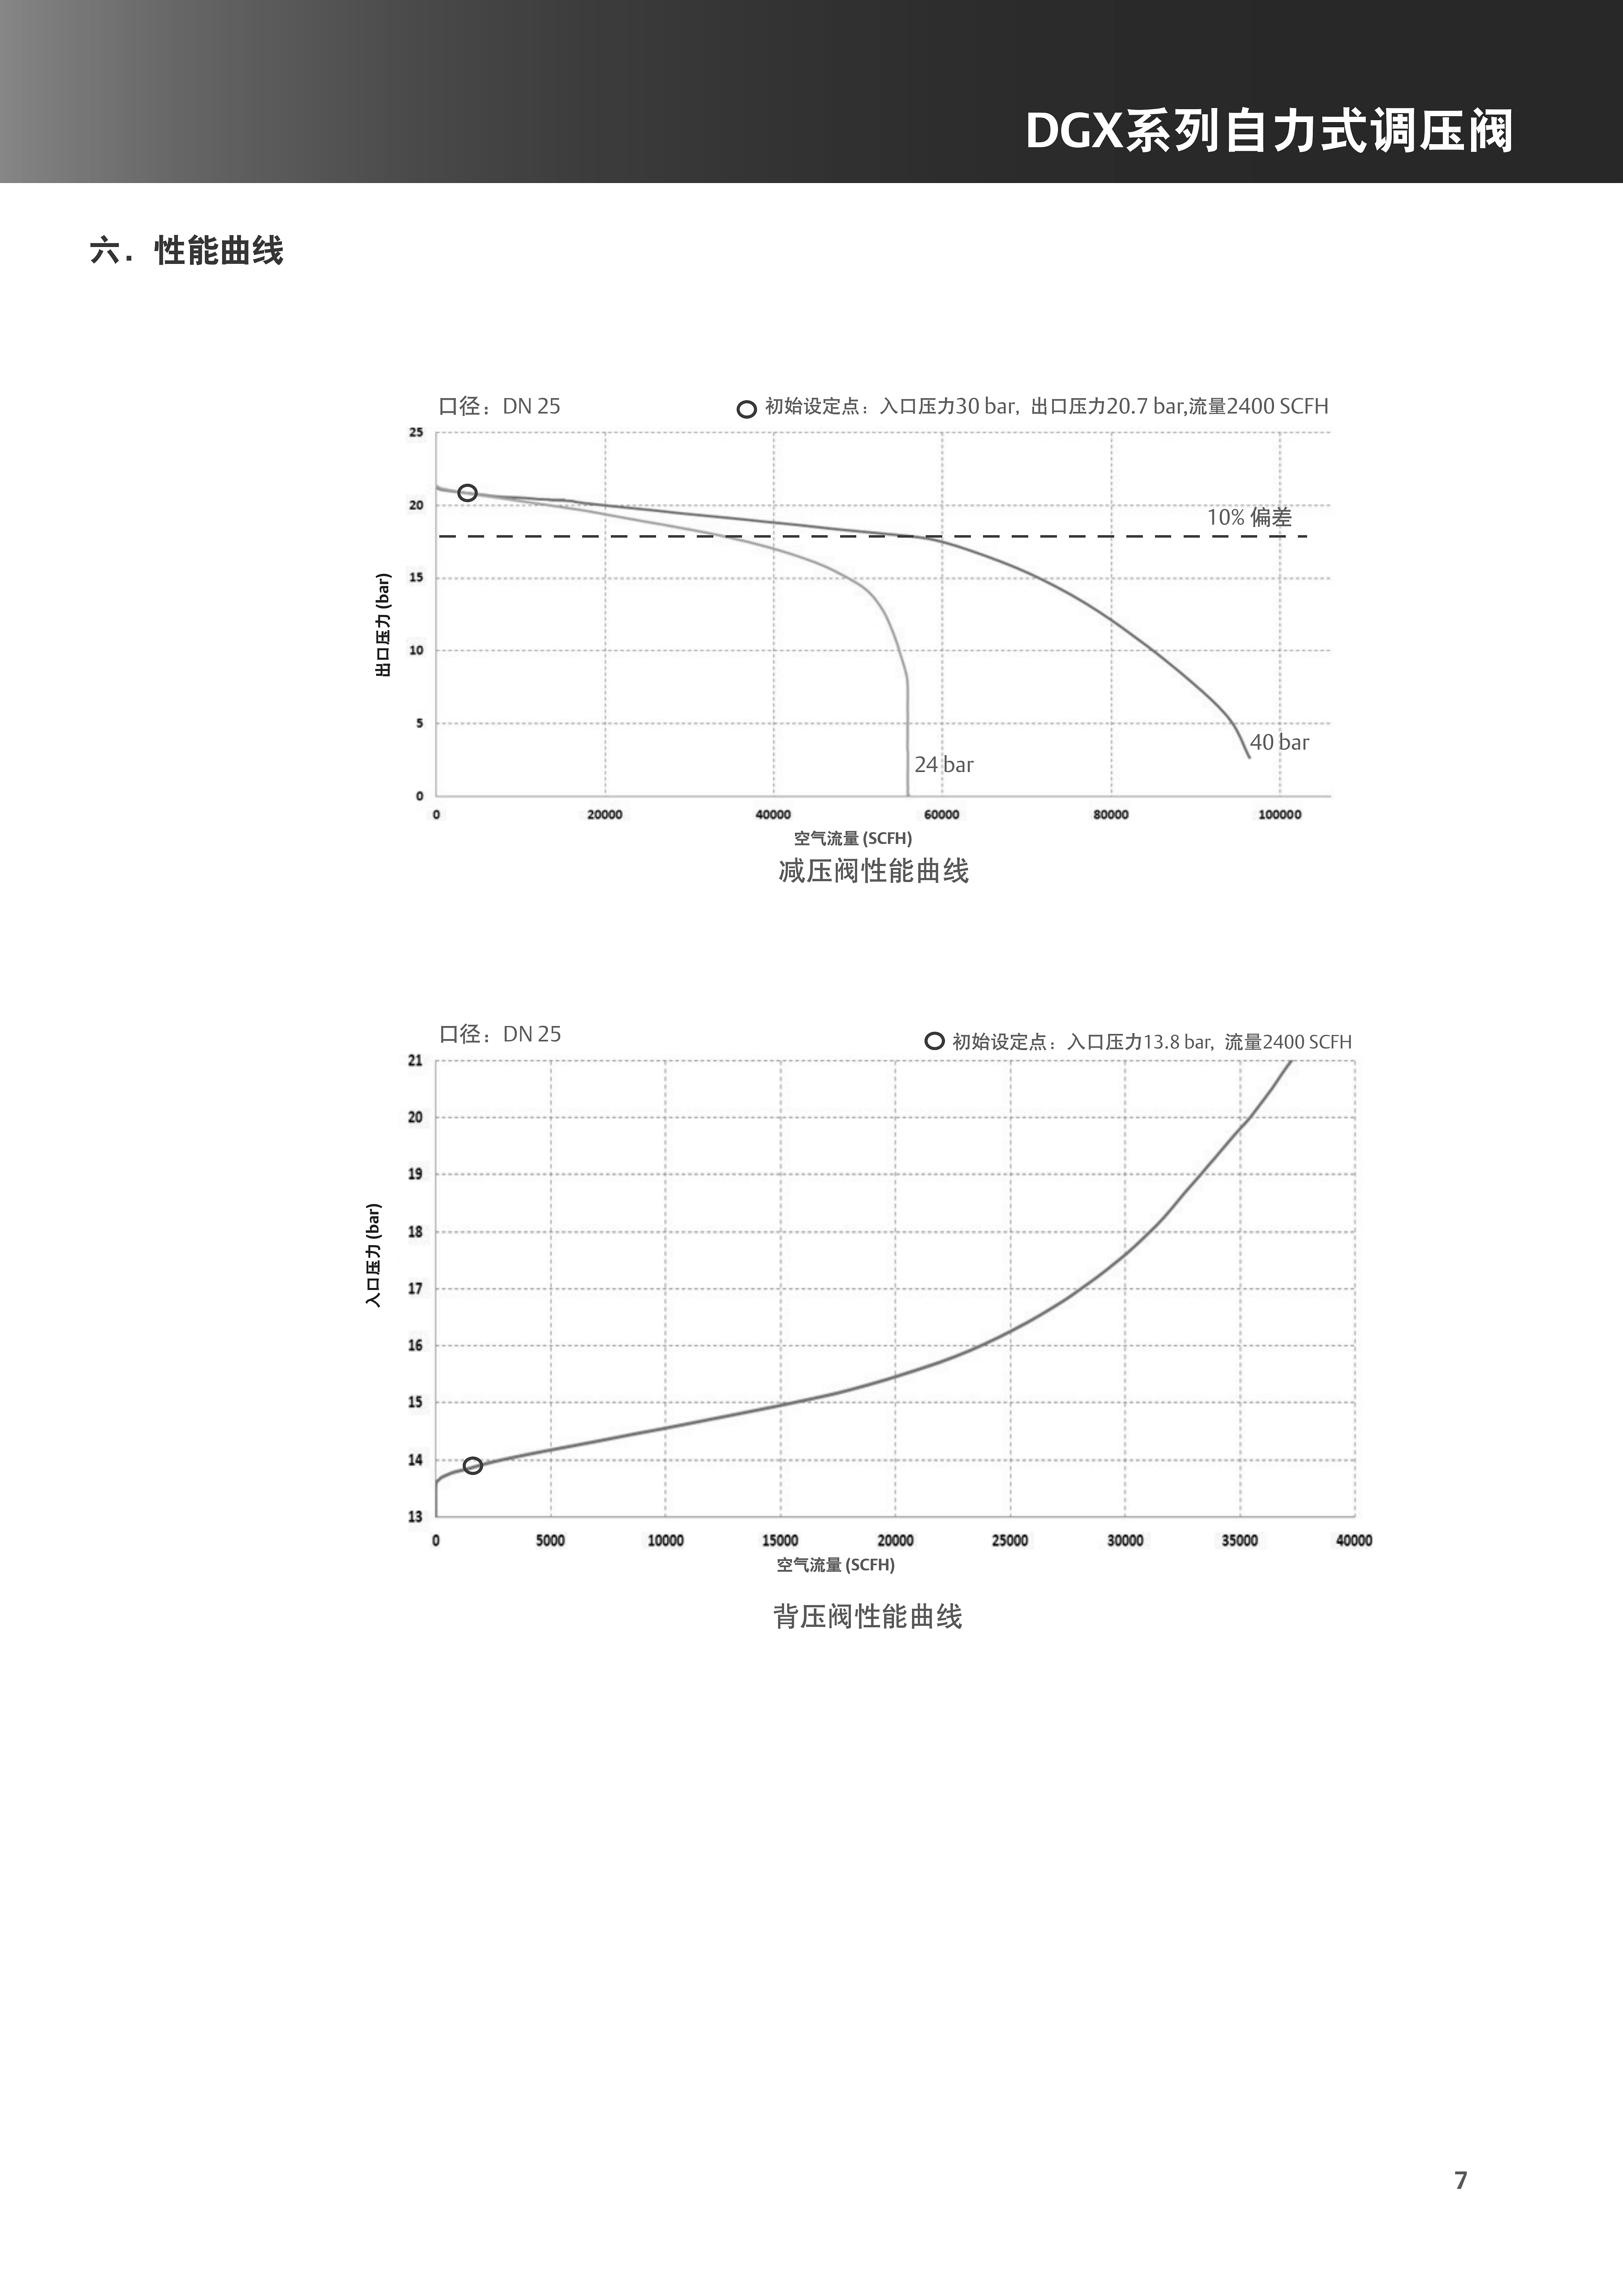 DGX系列自力式调压阀
六. 性能曲线
口径: DN 25
初始设定点: 入口压力30 bar, 出口压力20.7 bar,流量2400 SCFH
25
20
15
10
5
0
出口压力 (bar)
10% 偏差
24 bar
40 bar
0 20000 40000 60000 80000 100000
空气流量 (SCFH)
减压阀性能曲线
口径: DN 25
初始设定点: 入口压力13.8 bar, 流量2400 SCFH
21
20
19
18
17
16
15
14
13
入口压力 (bar)
0 5000 10000 15000 20000 25000 30000 35000 40000
空气流量 (SCFH)
背压阀性能曲线
7